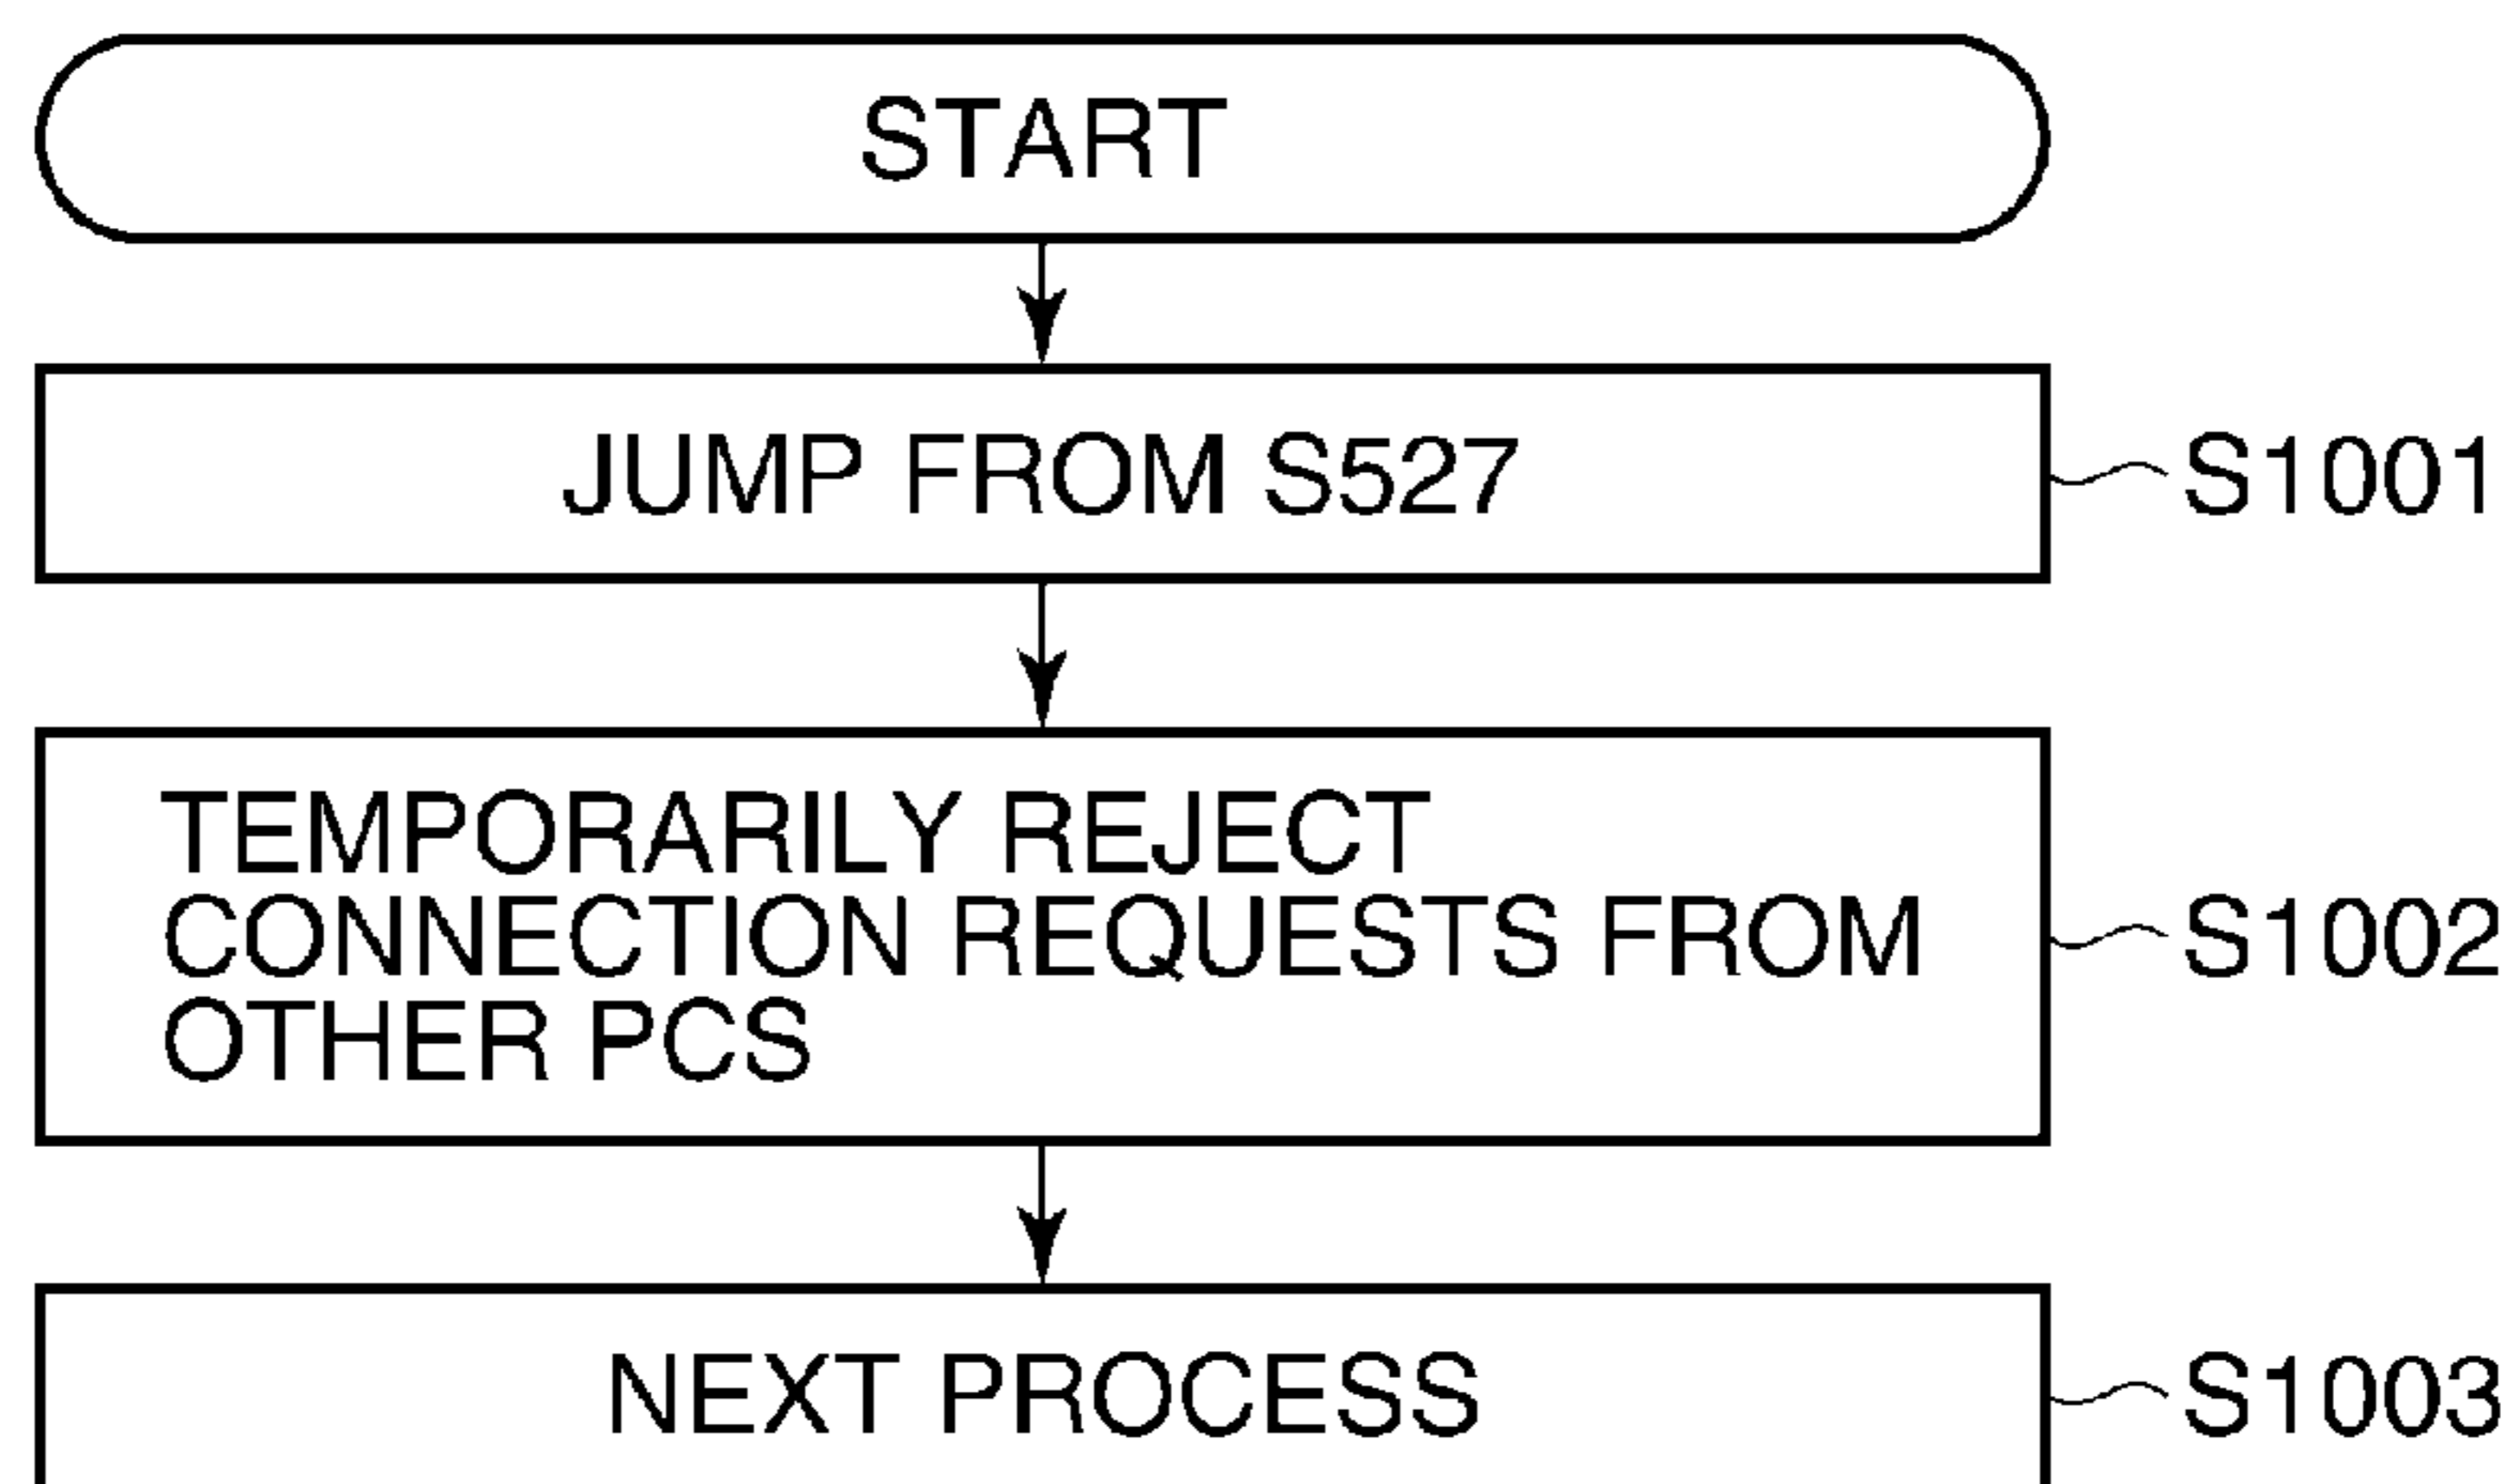 START
JUMP FROM S527
S1001
TEMPORARILY REJECT
CONNECTION REQUESTS FROM
OTHER PCS
S1002
NEXT PROCESS
S1003